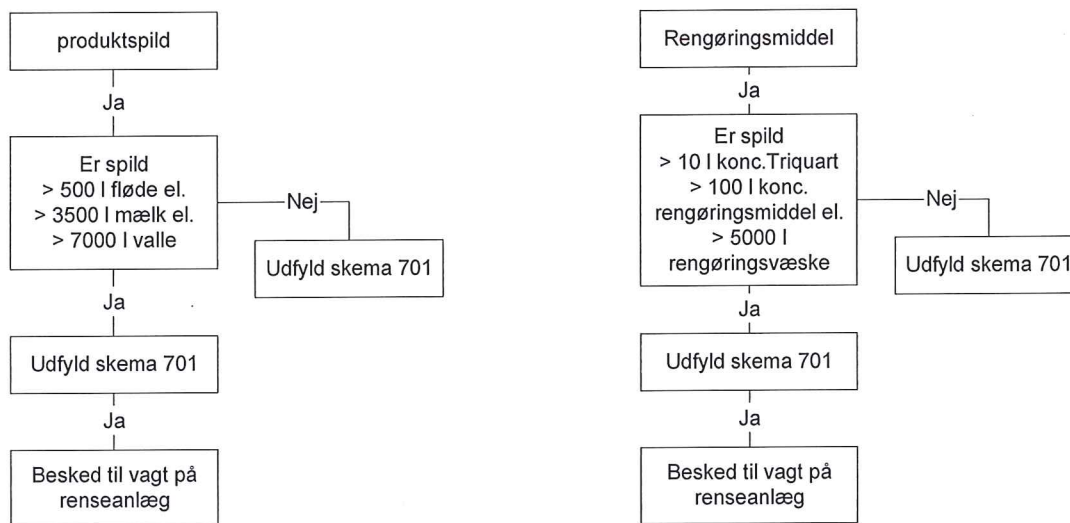 produktspild
Ja
Er spild
> 500 l fløde el.
> 3500 l mælk el.
> 7000 l valle
Nej
Udfyld skema 701
Ja
Udfyld skema 701
Ja
Besked til vagt på
renseanlæg
Rengøringsmiddel
Ja
Er spild
> 10 l konc.Triquart
> 100 l konc.
rengøringsmiddel el.
> 5000 l
rengøringsvæske
Nej
Udfyld skema 701
Ja
Udfyld skema 701
Ja
Besked til vagt på
renseanlæg